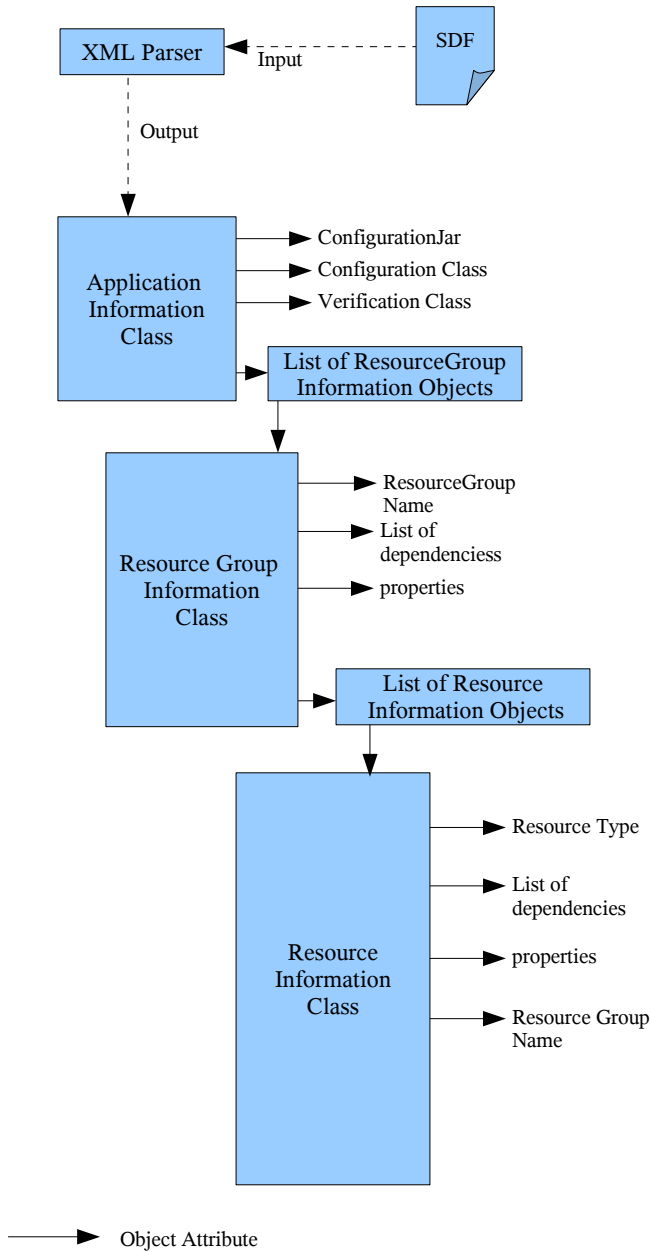 SDF
XML Parser
Input
Output
ConfigurationJar
Configuration Class
Verification Class
Application
Information
Class
List of ResourceGroup
Information Objects
ResourceGroup
Name
List of
dependenciess
properties
Resource Group
Information
Class
List of Resource
Information Objects
Resource Type
List of
dependencies
properties
Resource Group
Name
Resource
Information
Class
Object Attribute